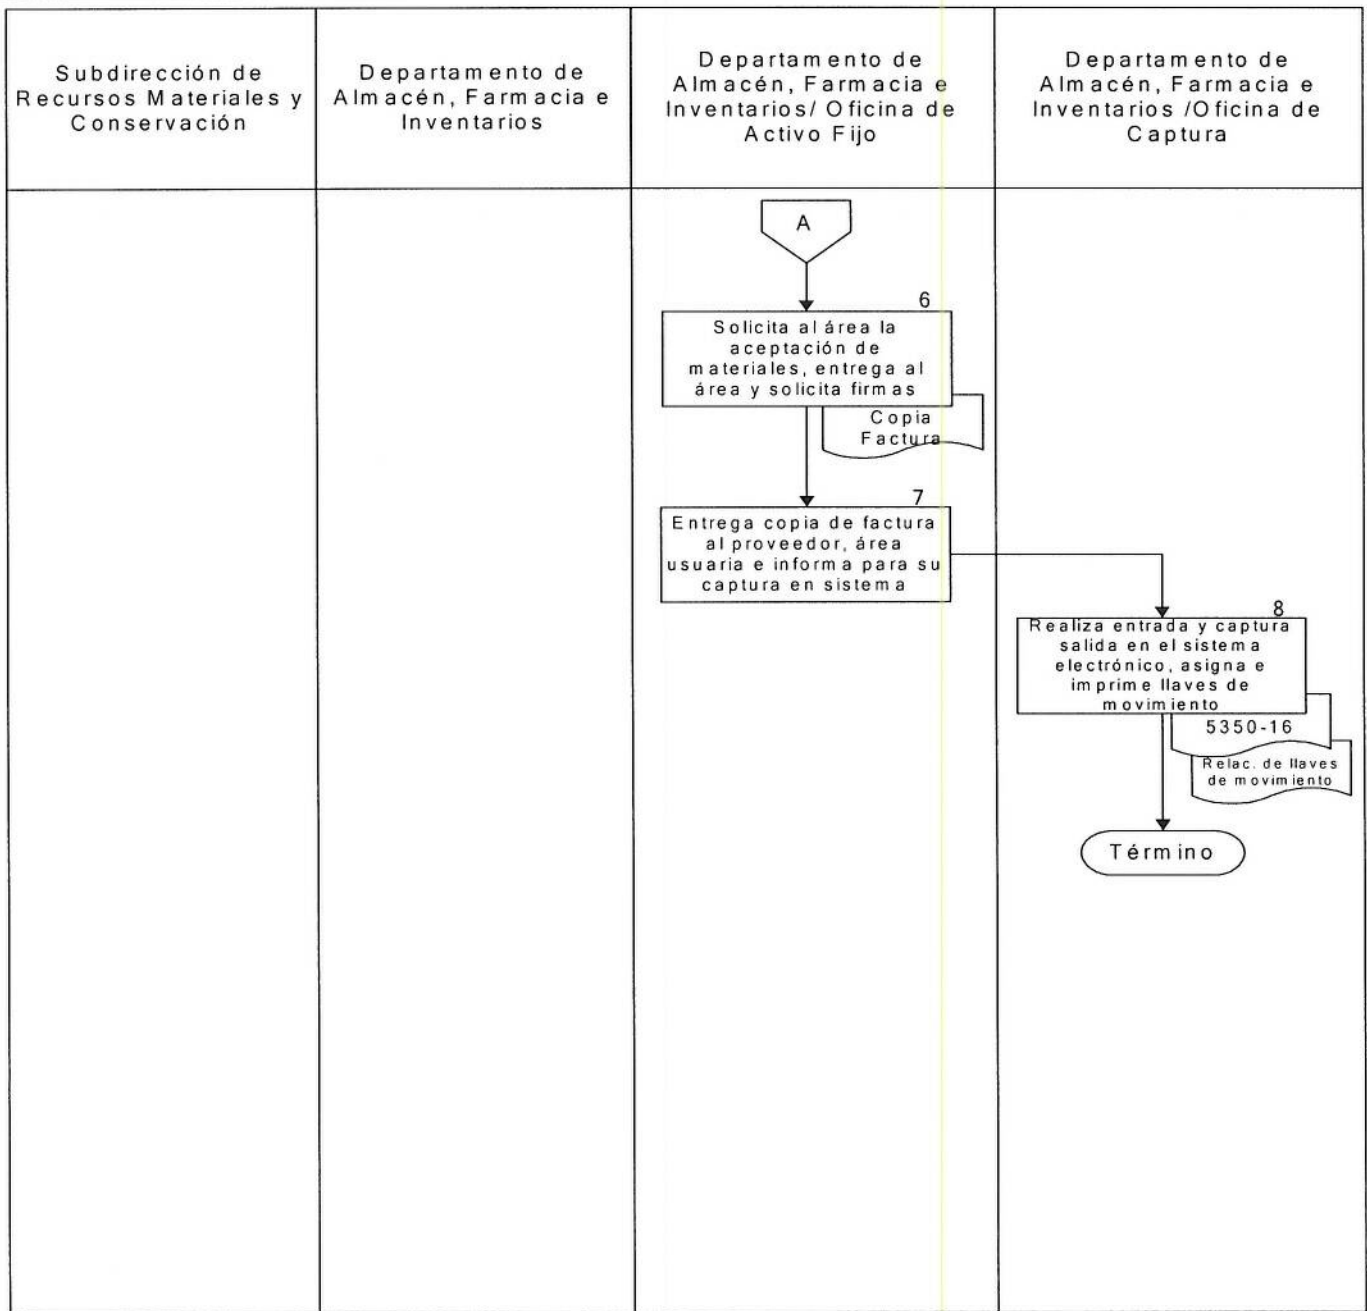 Subdirección de
Recursos Materiales y
Conservación
Departamento de
Almacén, Farmacia e
Inventarios
Departamento de
Almacén, Farmacia e
Inventarios/ Oficina de
Activo Fijo
Departamento de
Almacén, Farmacia e
Inventarios /Oficina de
Captura
A
6
Solicita al área la
aceptación de
materiales, entrega al
área y solicita firmas
Copia
Factura
7
Entrega copia de factura
al proveedor, área
usuaria e informa para su
captura en sistema
8
Realiza entrada y captura
salida en el sistema
electrónico, asigna e
imprime llaves de
movimiento
5350-16
Relac. de llaves
de movimiento
Término